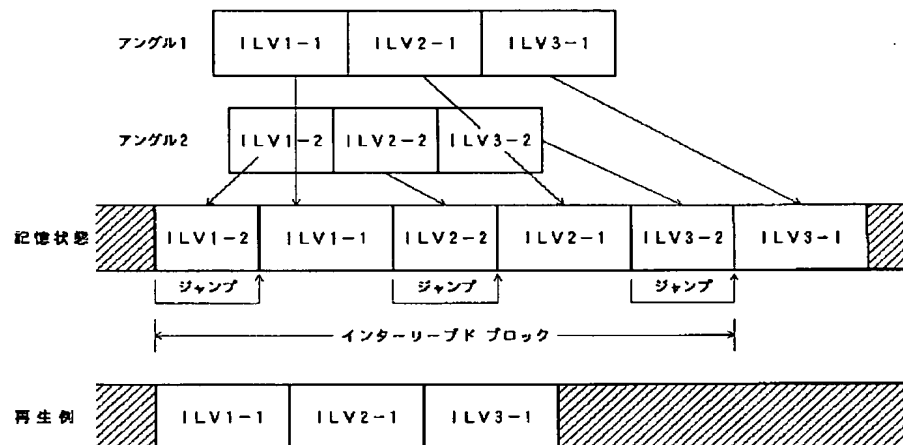 アングル1 ILV1-1 ILV2-1 ILV3-1
アングル2 ILV1-2 ILV2-2 ILV3-2
記憶状態 ILV1-2 ILV1-1 ILV2-2 ILV2-1 ILV3-2 ILV3-1
ジャンプ ジャンプ ジャンプ
インターリーブド ブロック
再生例 ILV1-1 ILV2-1 ILV3-1